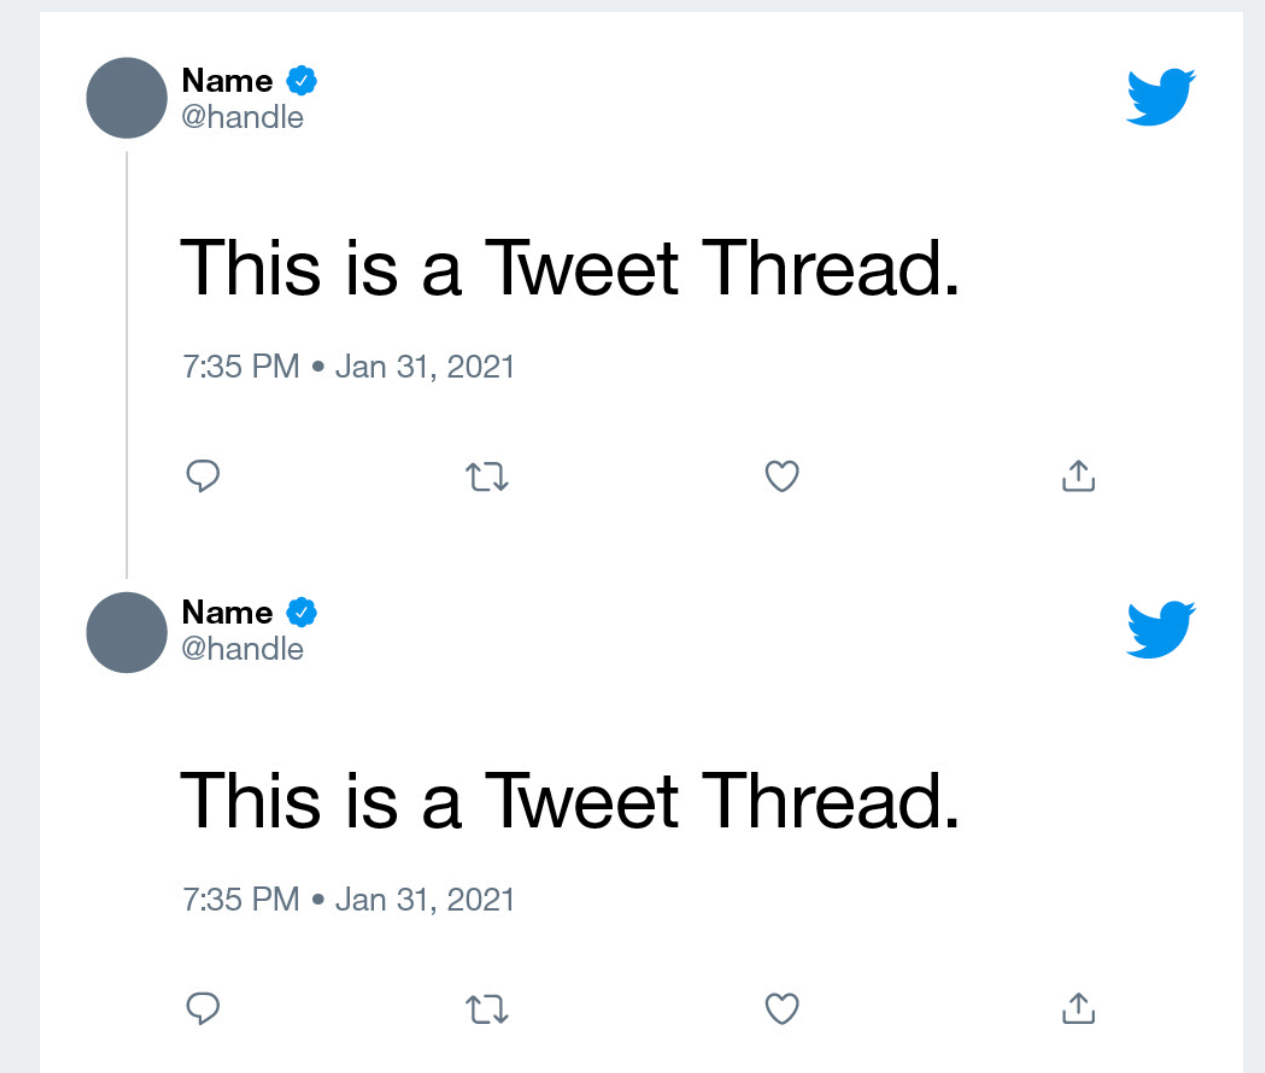 Name
@handle
This is a Tweet Thread.
7:35 PM • Jan 31, 2021
Name
@handle
This is a Tweet Thread.
7:35 PM • Jan 31, 2021